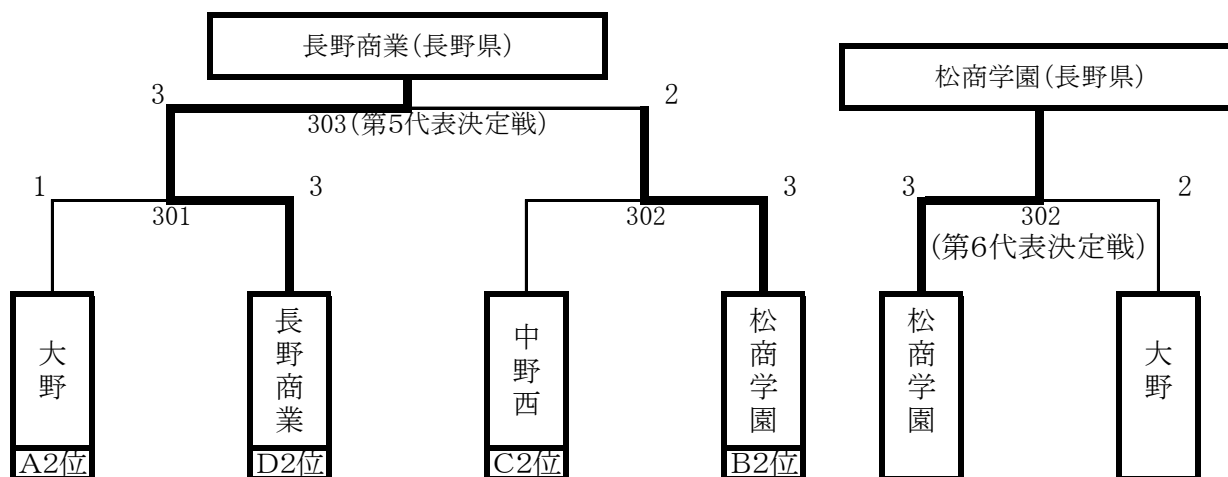 長野商業(長野県)
松商学園(長野県)
3
2
303(第5代表決定戦)
1
3
3
3
2
301
302
302
(第6代表決定戦)
大野
長野商業
中野西
松商学園
松商学園
大野
A2位
D2位
C2位
B2位